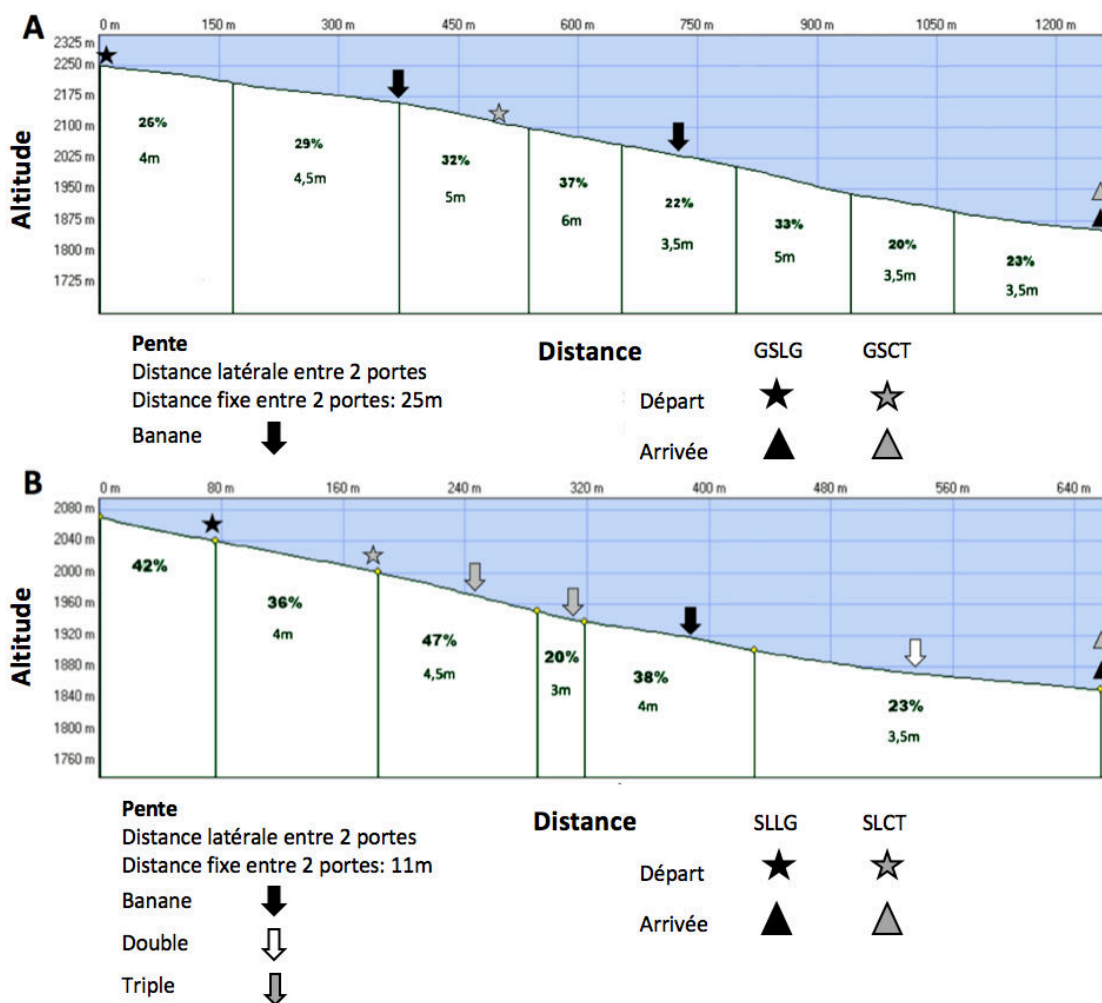 A
0 m 150 m 300 m 450 m 600 m 750 m 900 m 1050 m 1200 m
Altitude
2325 m
2250 m
2175 m
2100 m
2025 m
1950 m
1875 m
1800 m
1725 m
26% 29% 32% 37% 22% 33% 20% 23%
4m 4,5m 5m 6m 3,5m 5m 3,5m 3,5m
Pente
Distance latérale entre 2 portes
Distance fixe entre 2 portes: 25m
Banane
Distance GSLG GSCT
Départ
Arrivée
B
0 m 80 m 160 m 240 m 320 m 400 m 480 m 560 m 640 m
Altitude
2080 m
2040 m
2000 m
1960 m
1920 m
1880 m
1840 m
1800 m
1760 m
42% 36% 47% 20% 38% 23%
4m 4,5m 3m 4m 3,5m
Pente
Distance latérale entre 2 portes
Distance fixe entre 2 portes: 11m
Banane
Double
Triple
Distance SLLG SLCT
Départ
Arrivée